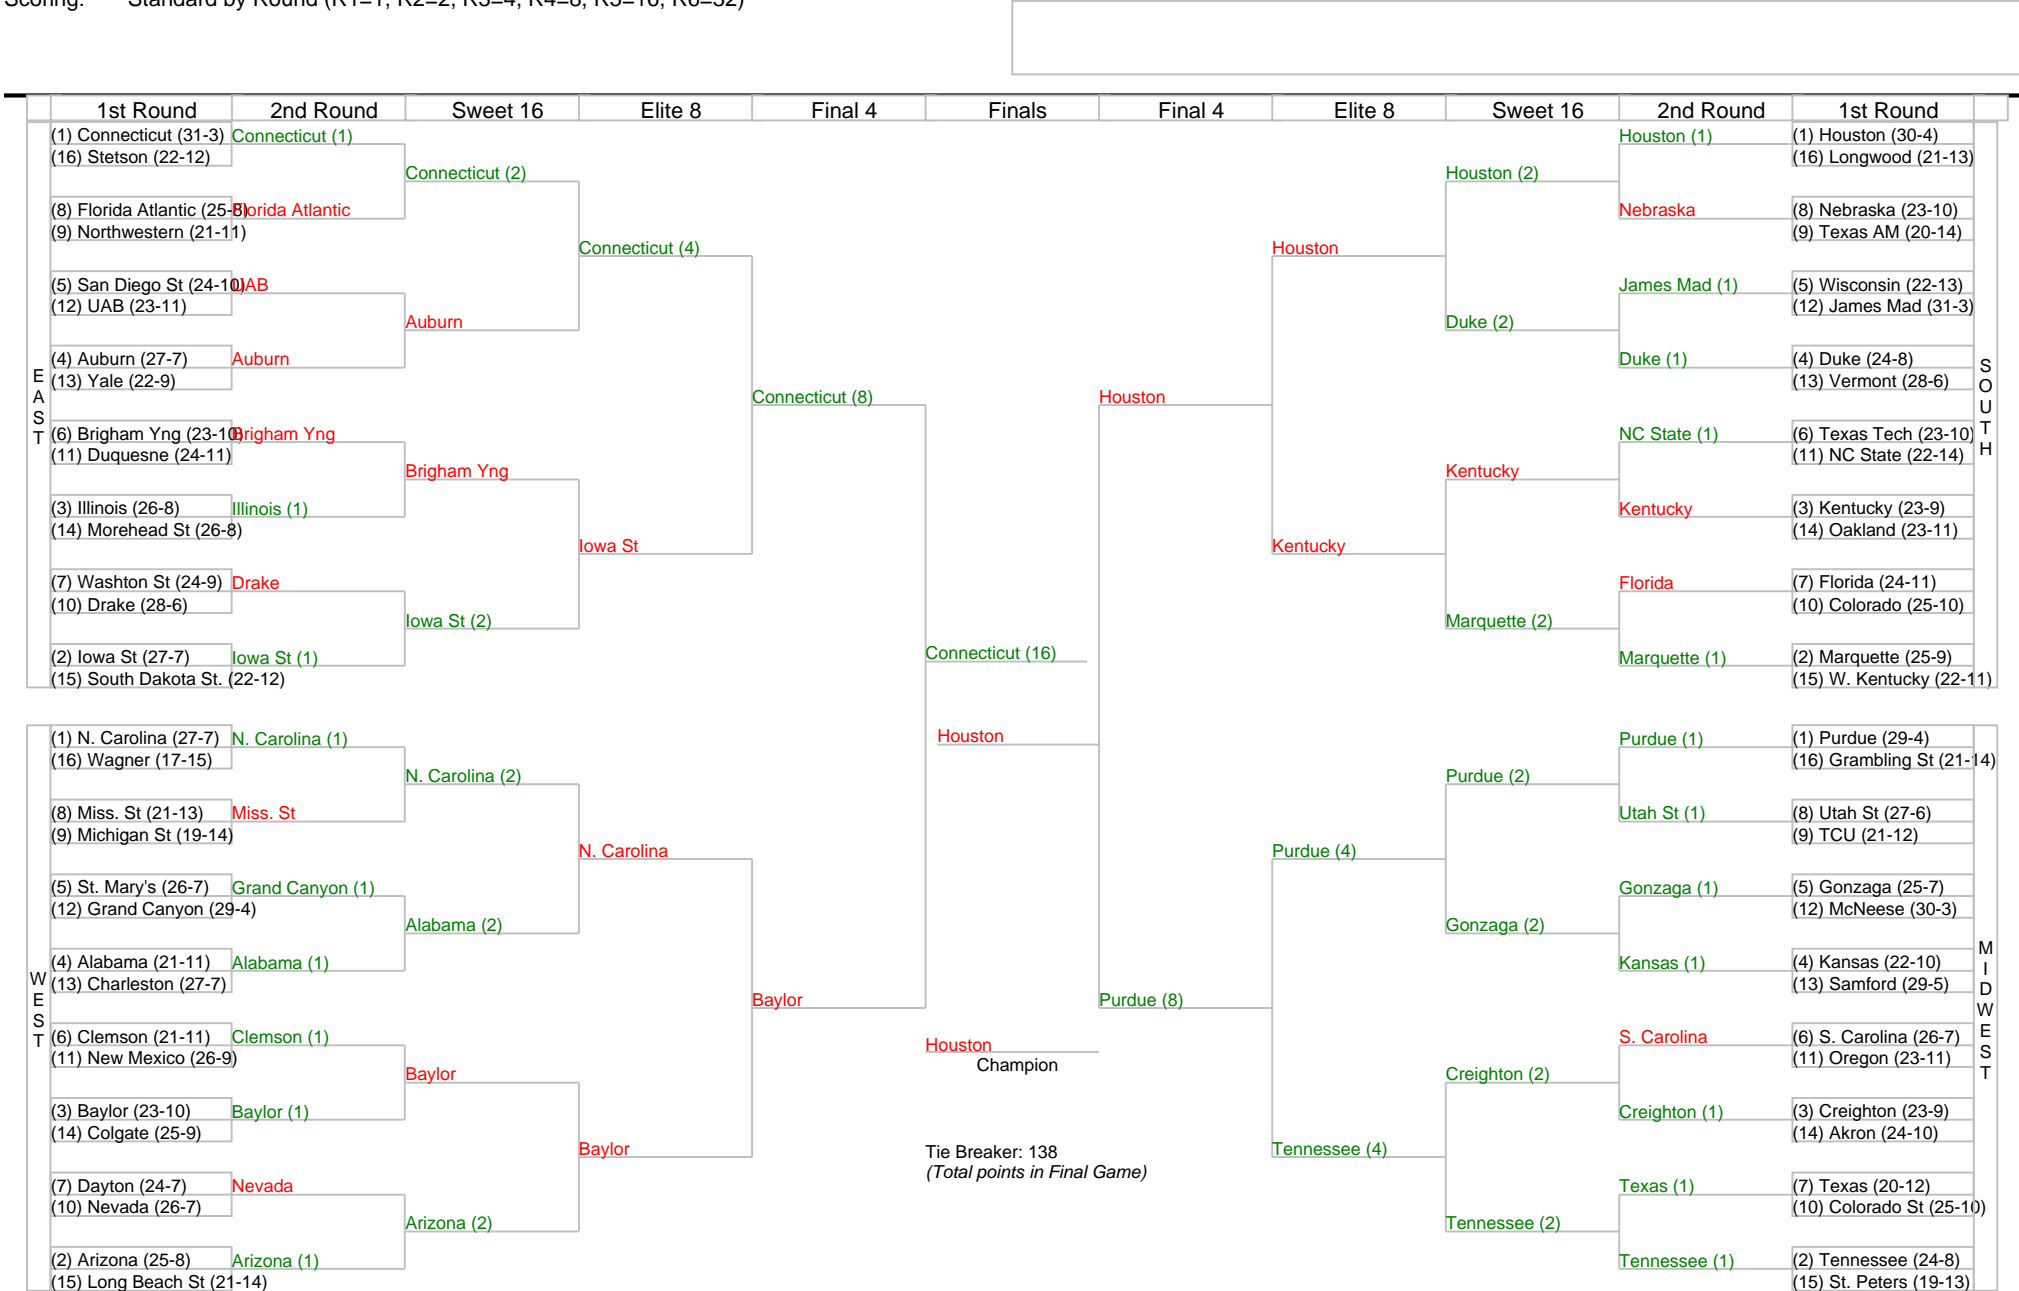 Scoring: Standard by Round (R1=1, R2=2, R3=4, R4=8, R5=16, R6=32)
1st Round 2nd Round Sweet 16 Elite 8 Final 4 Finals Final 4 Elite 8 Sweet 16 2nd Round 1st Round
EAST
(1) Connecticut (31-3)
(16) Stetson (22-12)
(8) Florida Atlantic (25-8)
(9) Northwestern (21-11)
(5) San Diego St (24-10)
(12) UAB (23-11)
(4) Auburn (27-7)
(13) Yale (22-9)
(6) Brigham Yng (23-10)
(11) Duquesne (24-11)
(3) Illinois (26-8)
(14) Morehead St (26-8)
(7) Washton St (24-9)
(10) Drake (28-6)
(2) Iowa St (27-7)
(15) South Dakota St. (22-12)
Connecticut (1)
Florida Atlantic
UAB
Auburn
Brigham Yng
Illinois (1)
Drake
Iowa St (1)
Connecticut (2)
Auburn
Brigham Yng
Iowa St (2)
Connecticut (4)
Iowa St
Connecticut (8)
WEST
(1) N. Carolina (27-7)
(16) Wagner (17-15)
(8) Miss. St (21-13)
(9) Michigan St (19-14)
(5) St. Mary's (26-7)
(12) Grand Canyon (29-4)
(4) Alabama (21-11)
(13) Charleston (27-7)
(6) Clemson (21-11)
(11) New Mexico (26-9)
(3) Baylor (23-10)
(14) Colgate (25-9)
(7) Dayton (24-7)
(10) Nevada (26-7)
(2) Arizona (25-8)
(15) Long Beach St (21-14)
N. Carolina (1)
Miss. St
Grand Canyon (1)
Alabama (1)
Clemson (1)
Baylor (1)
Nevada
Arizona (1)
N. Carolina (2)
Alabama (2)
Baylor
Arizona (2)
N. Carolina
Baylor
Baylor
Connecticut (16)
Houston
Houston
Champion
Tie Breaker: 138
(Total points in Final Game)
Houston
Purdue (8)
Houston
Kentucky
Houston (2)
Duke (2)
Kentucky
Marquette (2)
Houston (1)
Nebraska
James Mad (1)
Duke (1)
NC State (1)
Kentucky
Florida
Marquette (1)
(1) Houston (30-4)
(16) Longwood (21-13)
(8) Nebraska (23-10)
(9) Texas AM (20-14)
(5) Wisconsin (22-13)
(12) James Mad (31-3)
(4) Duke (24-8)
(13) Vermont (28-6)
(6) Texas Tech (23-10)
(11) NC State (22-14)
(3) Kentucky (23-9)
(14) Oakland (23-11)
(7) Florida (24-11)
(10) Colorado (25-10)
(2) Marquette (25-9)
(15) W. Kentucky (22-11)
SOUTH
Purdue (4)
Tennessee (4)
Purdue (2)
Gonzaga (2)
Creighton (2)
Tennessee (2)
Purdue (1)
Utah St (1)
Gonzaga (1)
Kansas (1)
S. Carolina
Creighton (1)
Texas (1)
Tennessee (1)
(1) Purdue (29-4)
(16) Grambling St (21-14)
(8) Utah St (27-6)
(9) TCU (21-12)
(5) Gonzaga (25-7)
(12) McNeese (30-3)
(4) Kansas (22-10)
(13) Samford (29-5)
(6) S. Carolina (26-7)
(11) Oregon (23-11)
(3) Creighton (23-9)
(14) Akron (24-10)
(7) Texas (20-12)
(10) Colorado St (25-10)
(2) Tennessee (24-8)
(15) St. Peters (19-13)
MIDWEST